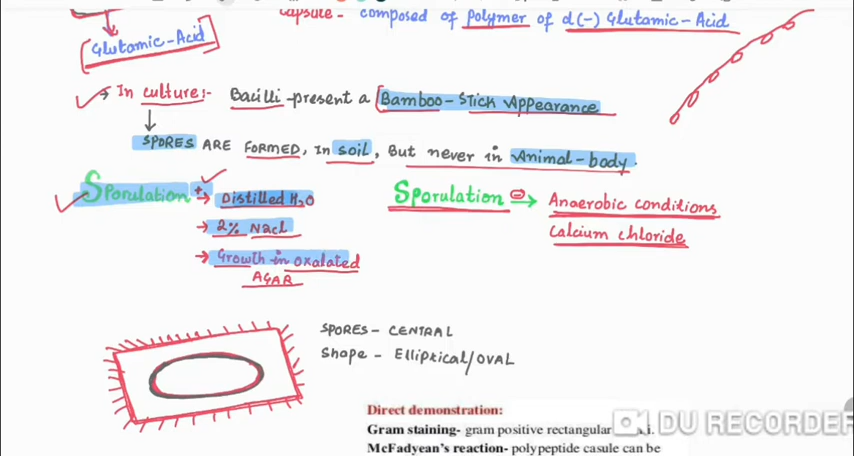 capsule - composed of polymer of d(-) Glutamic-Acid
Glutamic-Acid
→ In culture:- Bacilli-present a Bamboo-Stick Appearance
SPORES ARE FORMED, In soil, But never in Animal-body.
Sporulation + → Distilled H2O
→ 2% Nacl
→ Growth in oxalated
AGAR
Sporulation ⊖ → Anaerobic conditions
Calcium chloride
SPORES - CENTRAL
Shape - Elliptical/OVAL
Direct demonstration:
Gram staining- gram positive rectangular
McFadyean's reaction- polypeptide casule can be
DU RECORDER